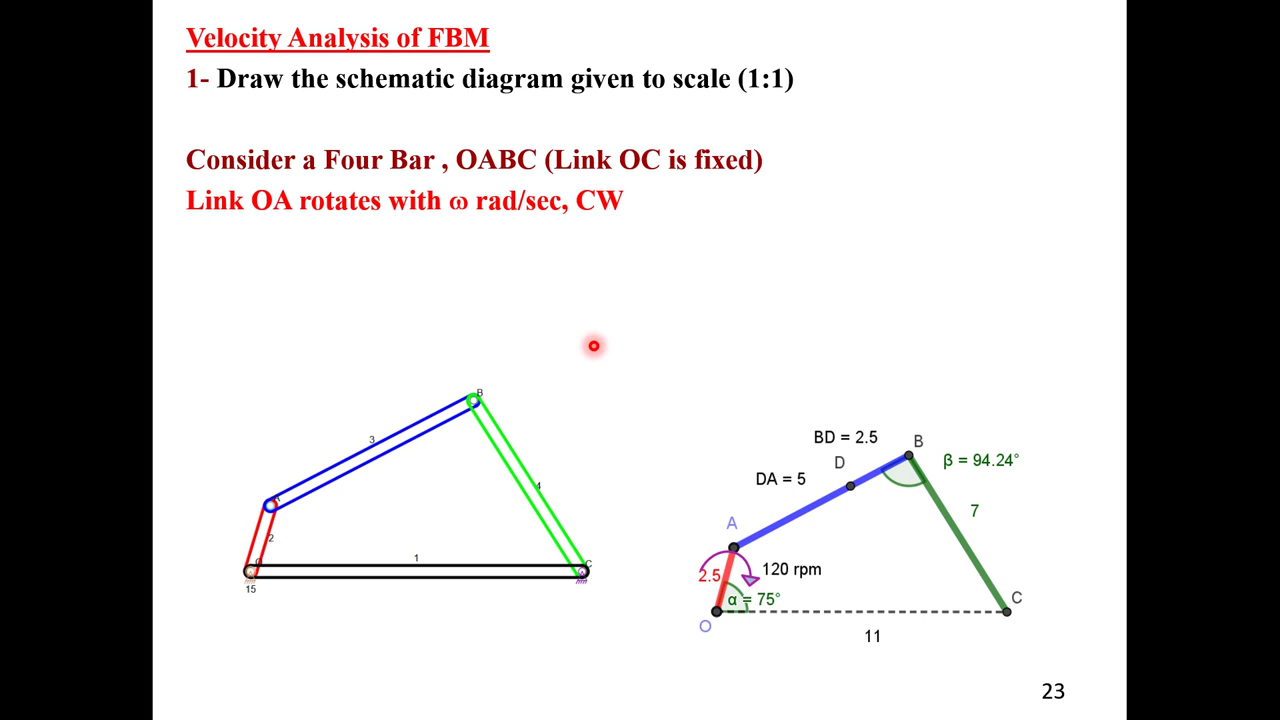 Velocity Analysis of FBM
1- Draw the schematic diagram given to scale (1:1)
Consider a Four Bar , OABC (Link OC is fixed)
Link OA rotates with ω rad/sec, CW
B
3
4
2
1
C
15
BD = 2.5
B
D
β = 94.24°
DA = 5
7
A
120 rpm
2.5
α = 75°
C
O
11
23